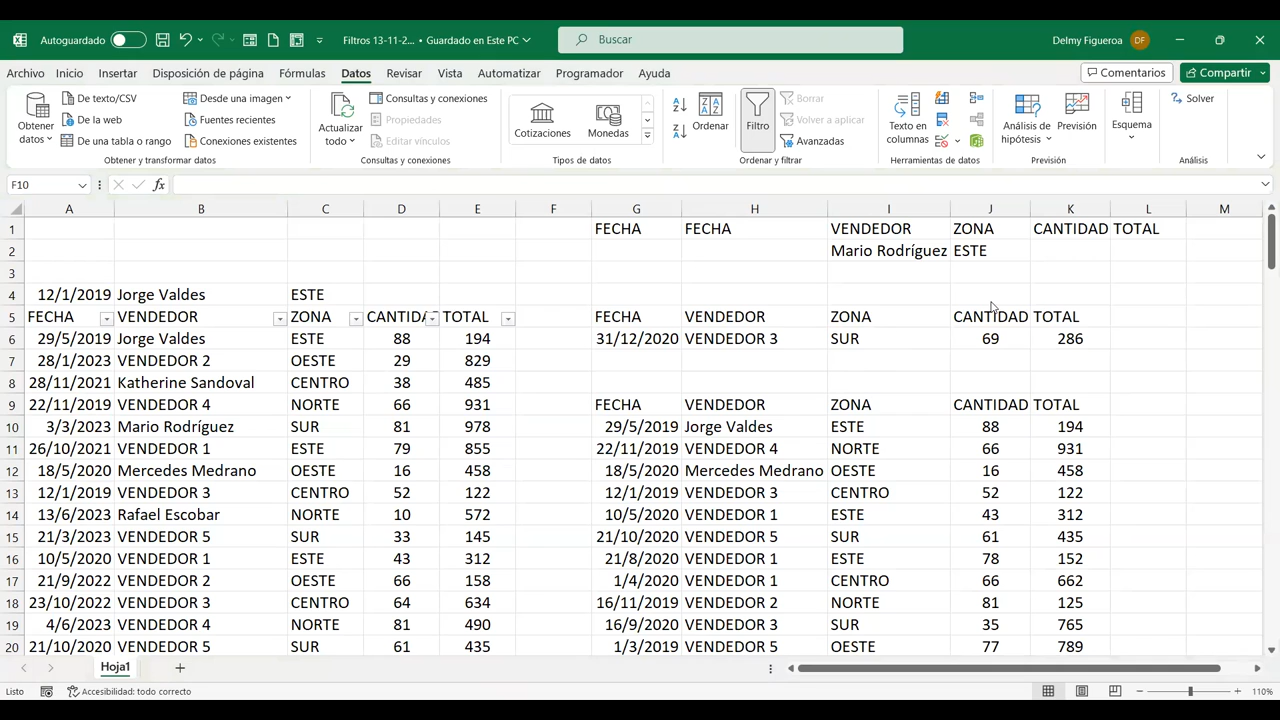 Autoguardado
Filtros 13-11-2... • Guardado en Este PC
Buscar
Delmy Figueroa DF
Archivo Inicio Insertar Disposición de página Fórmulas Datos Revisar Vista Automatizar Programador Ayuda Comentarios Compartir
Obtener datos
De texto/CSV
De la web
De una tabla o rango
Desde una imagen
Fuentes recientes
Conexiones existentes
Obtener y transformar datos
Actualizar todo
Consultas y conexiones
Propiedades
Editar vínculos
Consultas y conexiones
Cotizaciones
Monedas
Tipos de datos
Ordenar
Filtro
Borrar
Volver a aplicar
Avanzadas
Ordenar y filtrar
Texto en columnas
Herramientas de datos
Análisis de hipótesis
Previsión
Previsión
Esquema
Solver
Análisis
F10 fx
A B C D E F G H I J K L M
1 FECHA FECHA VENDEDOR ZONA CANTIDAD TOTAL
2 Mario Rodríguez ESTE
3
4 12/1/2019 Jorge Valdes ESTE
5 FECHA VENDEDOR ZONA CANTIDA TOTAL FECHA VENDEDOR ZONA CANTIDAD TOTAL
6 29/5/2019 Jorge Valdes ESTE 88 194 31/12/2020 VENDEDOR 3 SUR 69 286
7 28/1/2023 VENDEDOR 2 OESTE 29 829
8 28/11/2021 Katherine Sandoval CENTRO 38 485
9 22/11/2019 VENDEDOR 4 NORTE 66 931 FECHA VENDEDOR ZONA CANTIDAD TOTAL
10 3/3/2023 Mario Rodríguez SUR 81 978 29/5/2019 Jorge Valdes ESTE 88 194
11 26/10/2021 VENDEDOR 1 ESTE 79 855 22/11/2019 VENDEDOR 4 NORTE 66 931
12 18/5/2020 Mercedes Medrano OESTE 16 458 18/5/2020 Mercedes Medrano OESTE 16 458
13 12/1/2019 VENDEDOR 3 CENTRO 52 122 12/1/2019 VENDEDOR 3 CENTRO 52 122
14 13/6/2023 Rafael Escobar NORTE 10 572 10/5/2020 VENDEDOR 1 ESTE 43 312
15 21/3/2023 VENDEDOR 5 SUR 33 145 21/10/2020 VENDEDOR 5 SUR 61 435
16 10/5/2020 VENDEDOR 1 ESTE 43 312 21/8/2020 VENDEDOR 1 ESTE 78 152
17 21/9/2022 VENDEDOR 2 OESTE 66 158 1/4/2020 VENDEDOR 1 CENTRO 66 662
18 23/10/2022 VENDEDOR 3 CENTRO 64 634 16/11/2019 VENDEDOR 2 NORTE 81 125
19 4/6/2023 VENDEDOR 4 NORTE 81 490 16/9/2020 VENDEDOR 3 SUR 35 765
20 21/10/2020 VENDEDOR 5 SUR 61 435 1/3/2019 VENDEDOR 5 OESTE 77 789
Hoja1
Listo Accesibilidad: todo correcto 110%